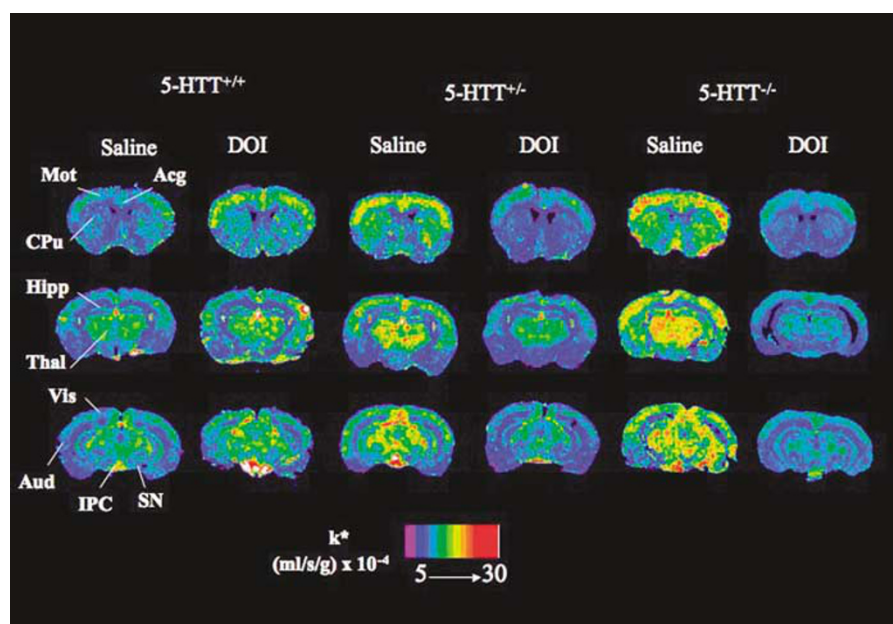 5-HTT+/+ 5-HTT+/- 5-HTT-/-
Saline DOI Saline DOI Saline DOI
Mot Acg
CPu
Hipp
Thal
Vis
Aud
IPC SN
k*
(ml/s/g) x 10-4
5 → 30